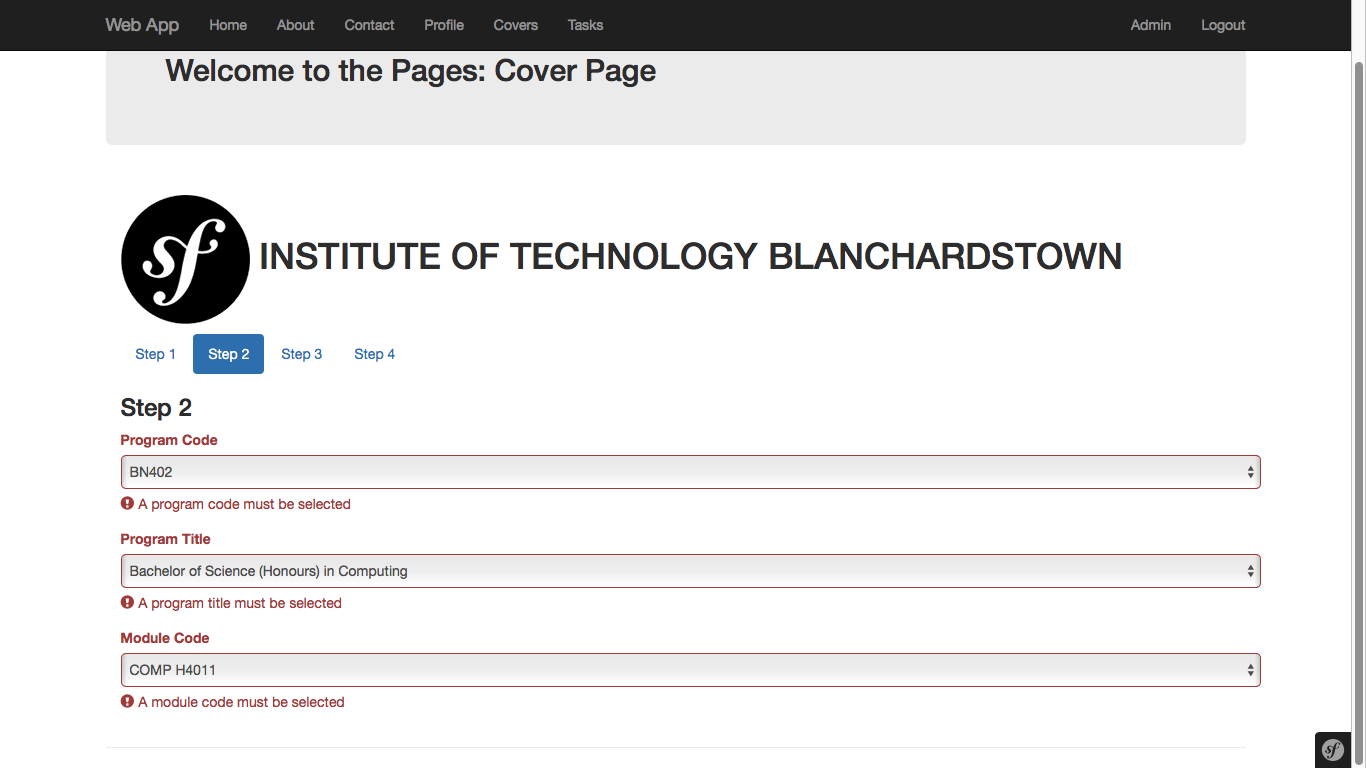 Web App Home About Contact Profile Covers Tasks Admin Logout
Welcome to the Pages: Cover Page
sf INSTITUTE OF TECHNOLOGY BLANCHARDSTOWN
Step 1 Step 2 Step 3 Step 4
Step 2
Program Code
BN402
A program code must be selected
Program Title
Bachelor of Science (Honours) in Computing
A program title must be selected
Module Code
COMP H4011
A module code must be selected
sf